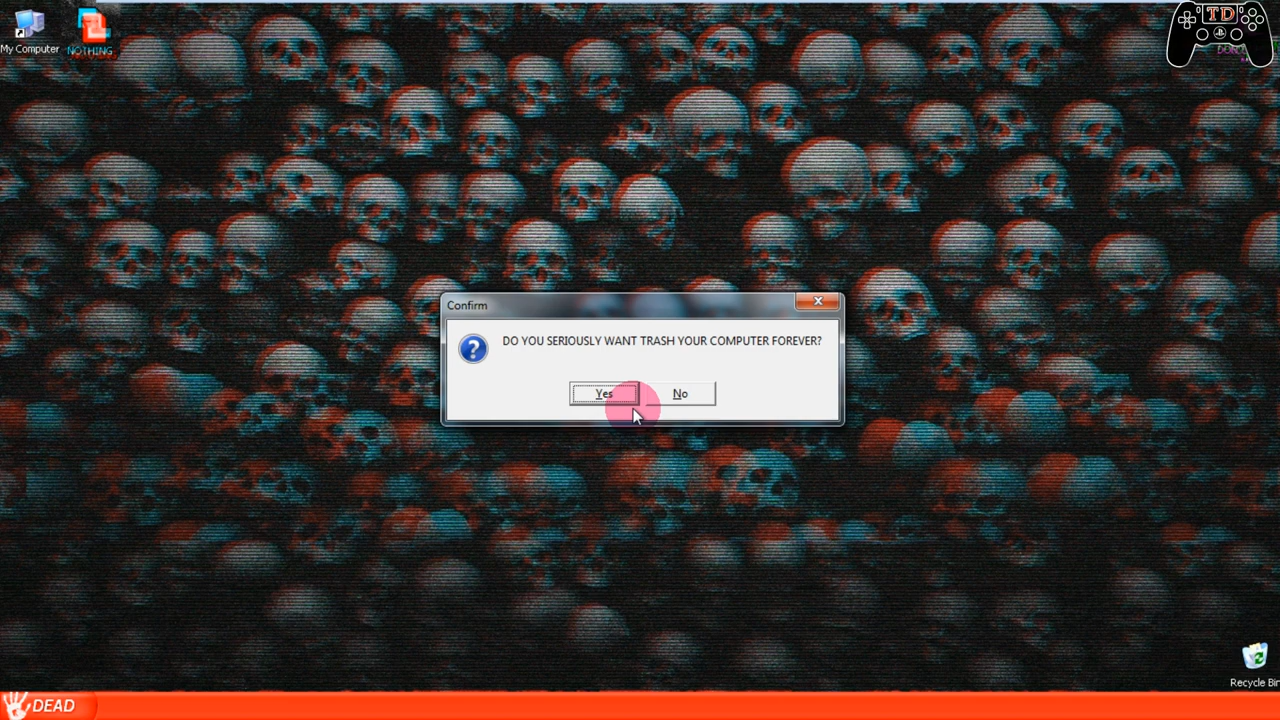 My Computer
NOTHING
TD
Confirm
DO YOU SERIOUSLY WANT TRASH YOUR COMPUTER FOREVER?
Yes
No
Recycle Bin
DEAD